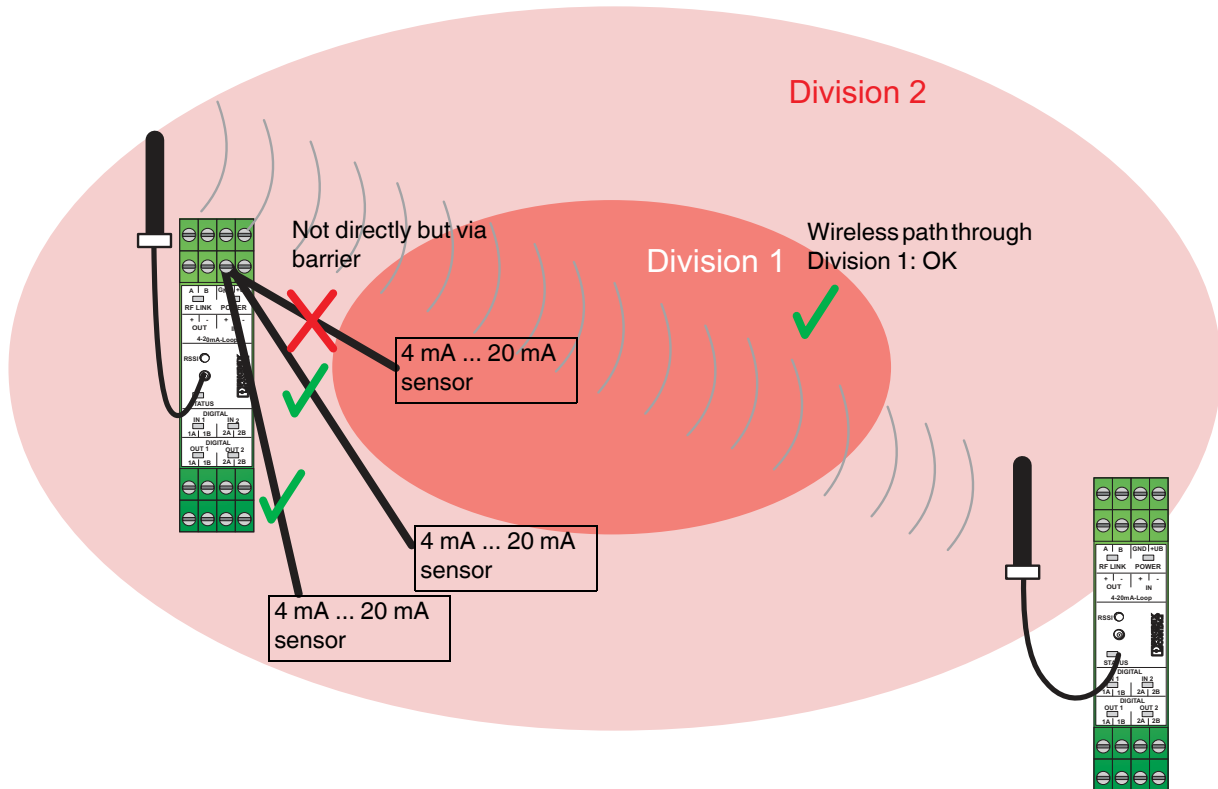 Division 2
Not directly but via
barrier
Wireless path through
Division 1: OK
Division 1
4 mA ... 20 mA
sensor
4 mA ... 20 mA
sensor
4 mA ... 20 mA
sensor
A B
RF LINK POWER
+ - + -
OUT
4-20mA-Loop
RSSI
STATUS
DIGITAL
IN 1 IN 2
1A 1B 2A 2B
DIGITAL
OUT 1 OUT 2
1A 1B 2A 2B
A B GND +UB
RF LINK POWER
+ - + -
OUT IN
4-20mA-Loop
RSSI
STATUS
DIGITAL
IN 1 IN 2
1A 1B 2A 2B
DIGITAL
OUT 1 OUT 2
1A 1B 2A 2B